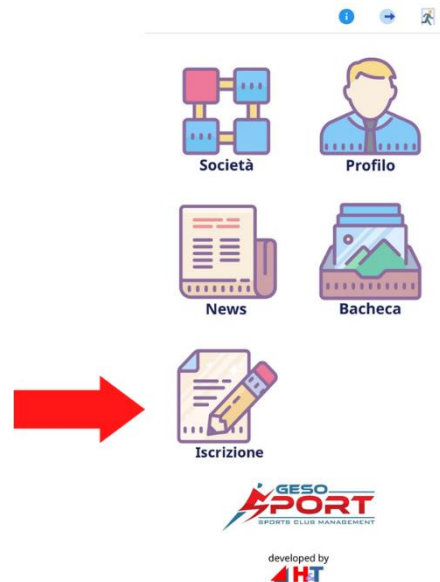 Società
Profilo
News
Bacheca
Iscrizione
GESO
SPORT
SPORTS CLUB MANAGEMENT
developed by
H&T